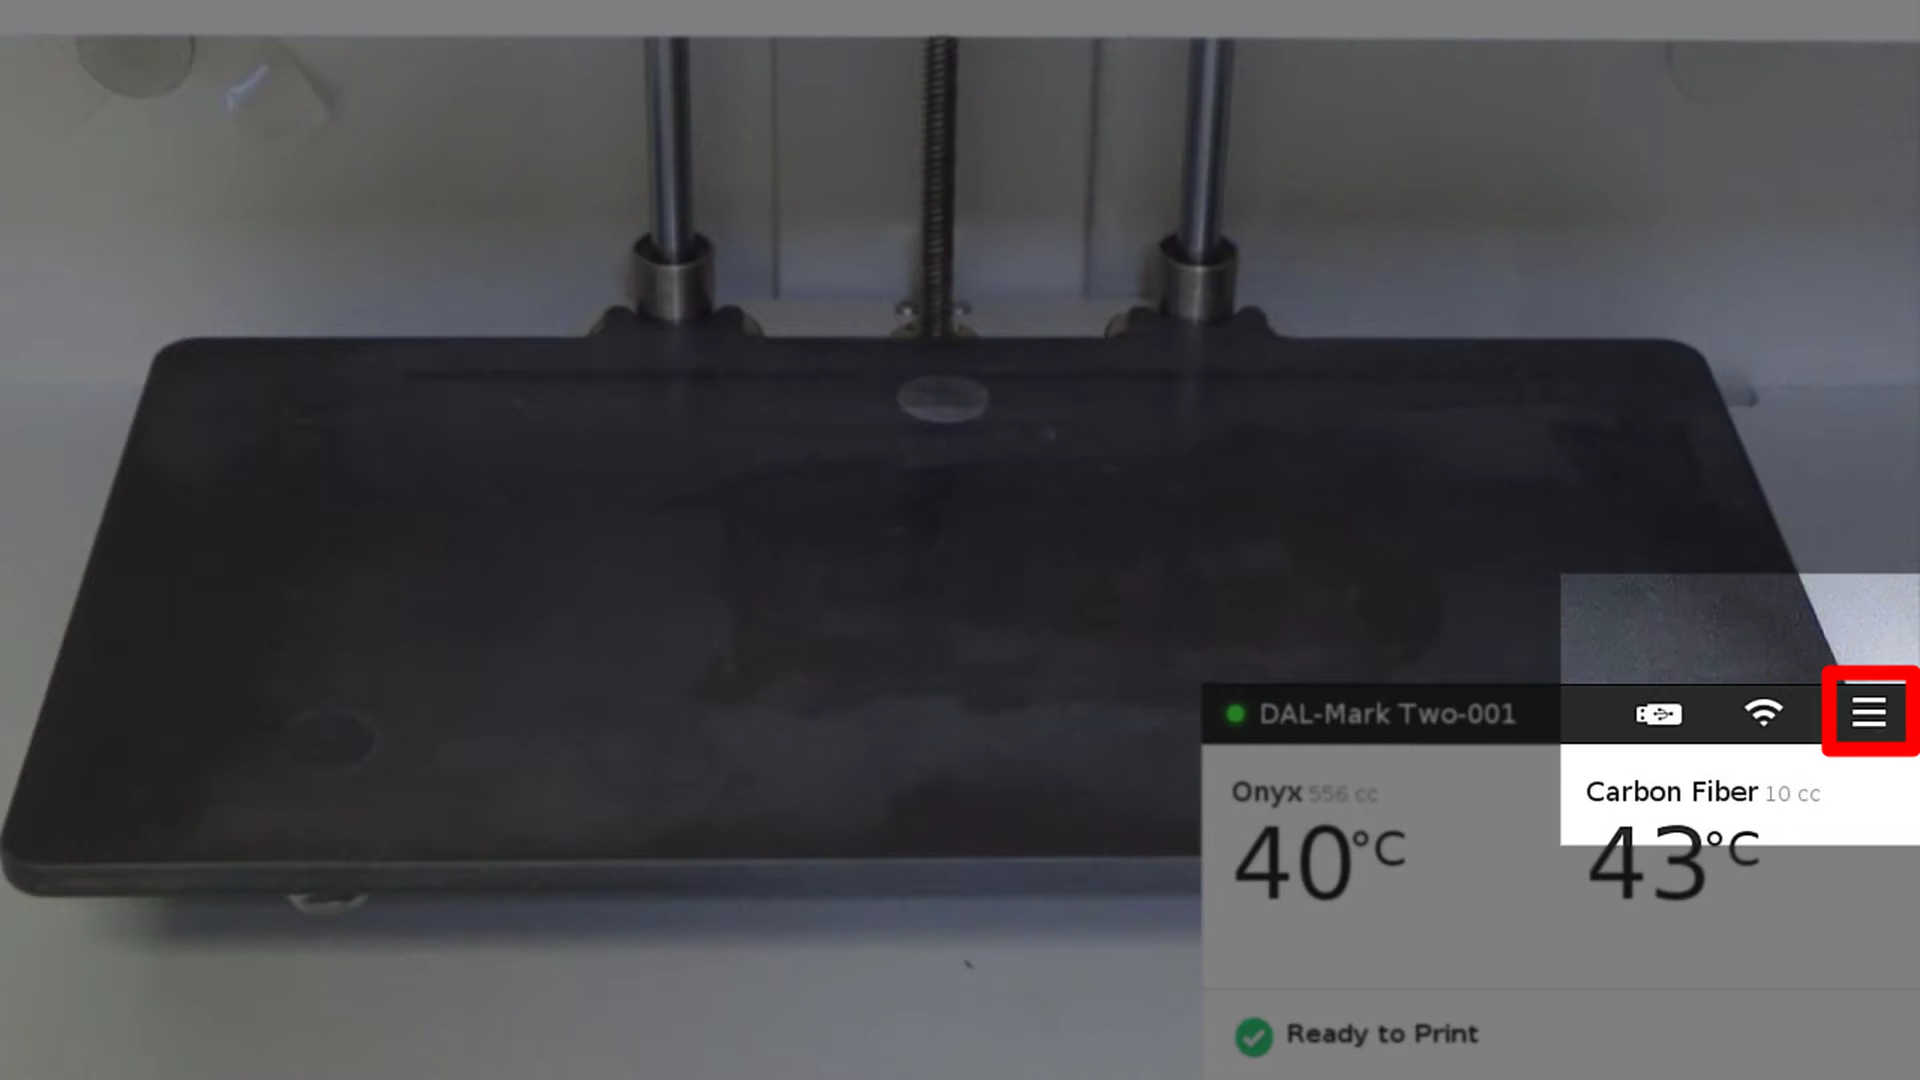 DAL-Mark Two-001
Onyx 556 cc
40°C
Carbon Fiber 10 cc
43°C
Ready to Print